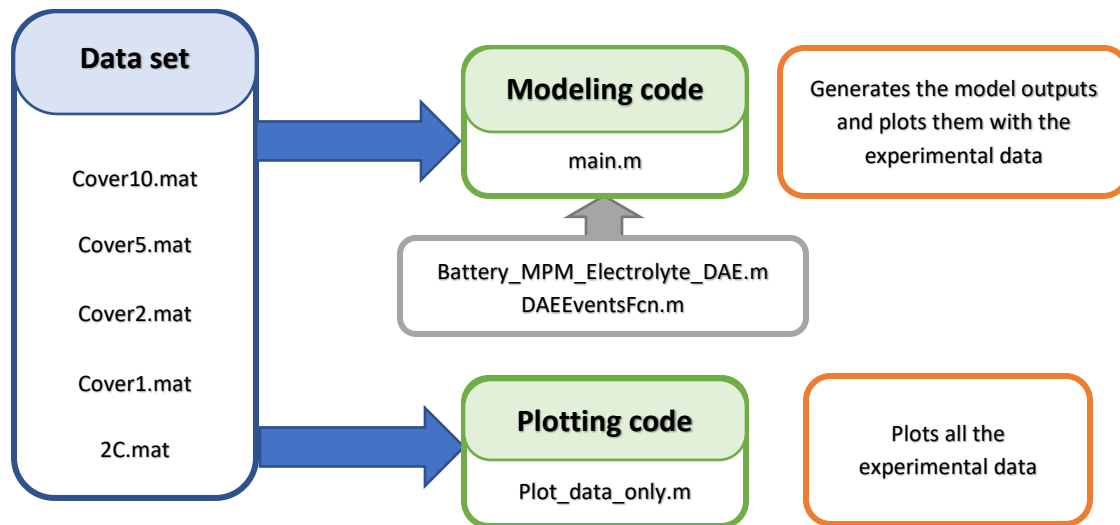 Data set
Cover10.mat
Cover5.mat
Cover2.mat
Cover1.mat
2C.mat
Modeling code
main.m
Battery_MPM_Electrolyte_DAE.m
DAEEventsFcn.m
Plotting code
Plot_data_only.m
Generates the model outputs
and plots them with the
experimental data
Plots all the
experimental data